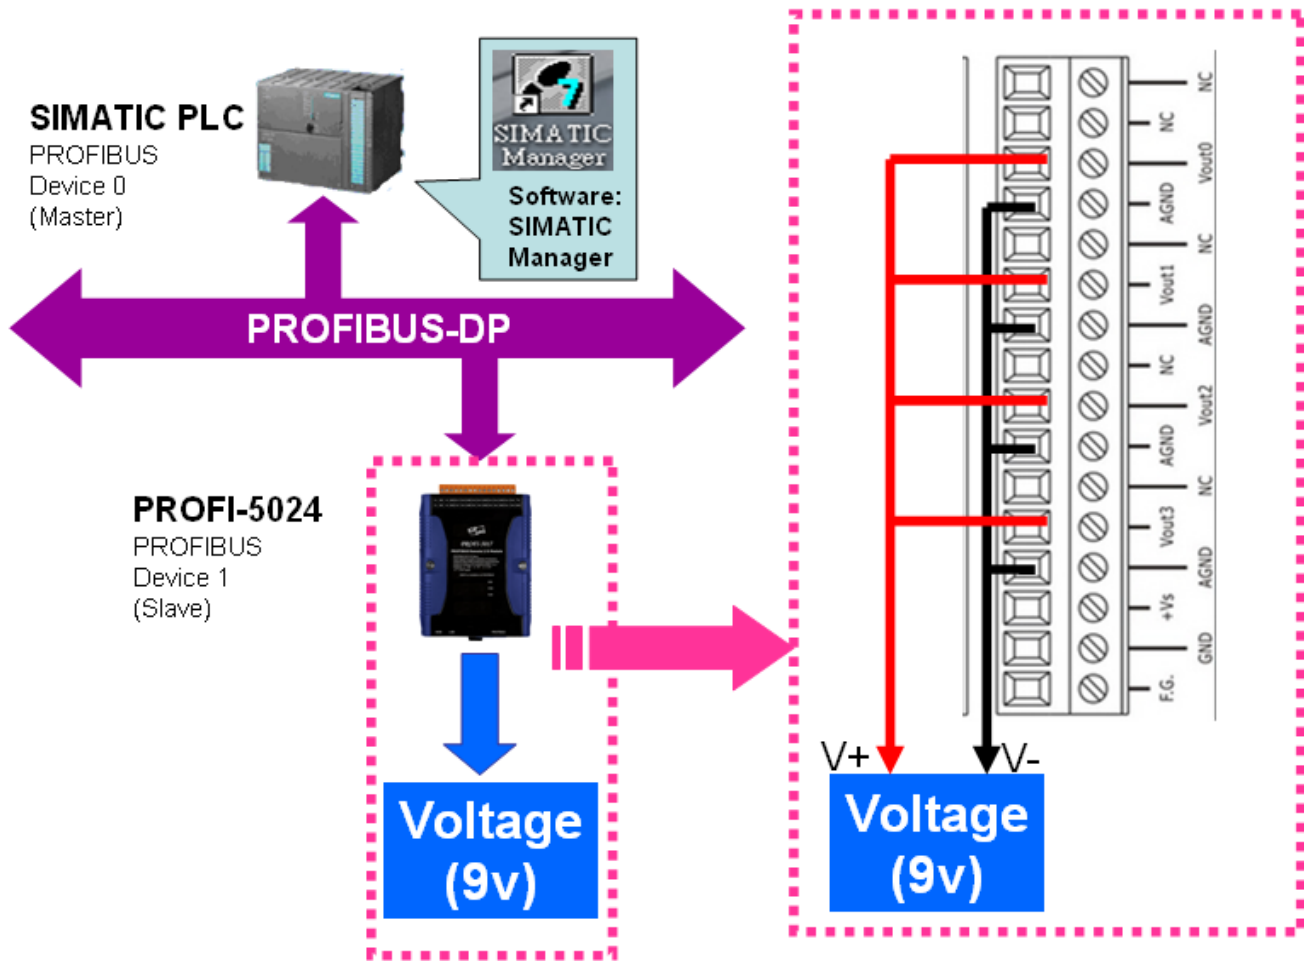 SIMATIC PLC
PROFIBUS
Device 0
(Master)
7
SIMATIC
Manager
Software:
SIMATIC
Manager
PROFIBUS-DP
PROFI-5024
PROFIBUS
Device 1
(Slave)
Voltage
(9v)
NC
NC
Vout0
AGND
NC
Vout1
AGND
NC
Vout2
AGND
NC
Vout3
AGND
+Vs
GND
F.G.
V+
V-
Voltage
(9v)